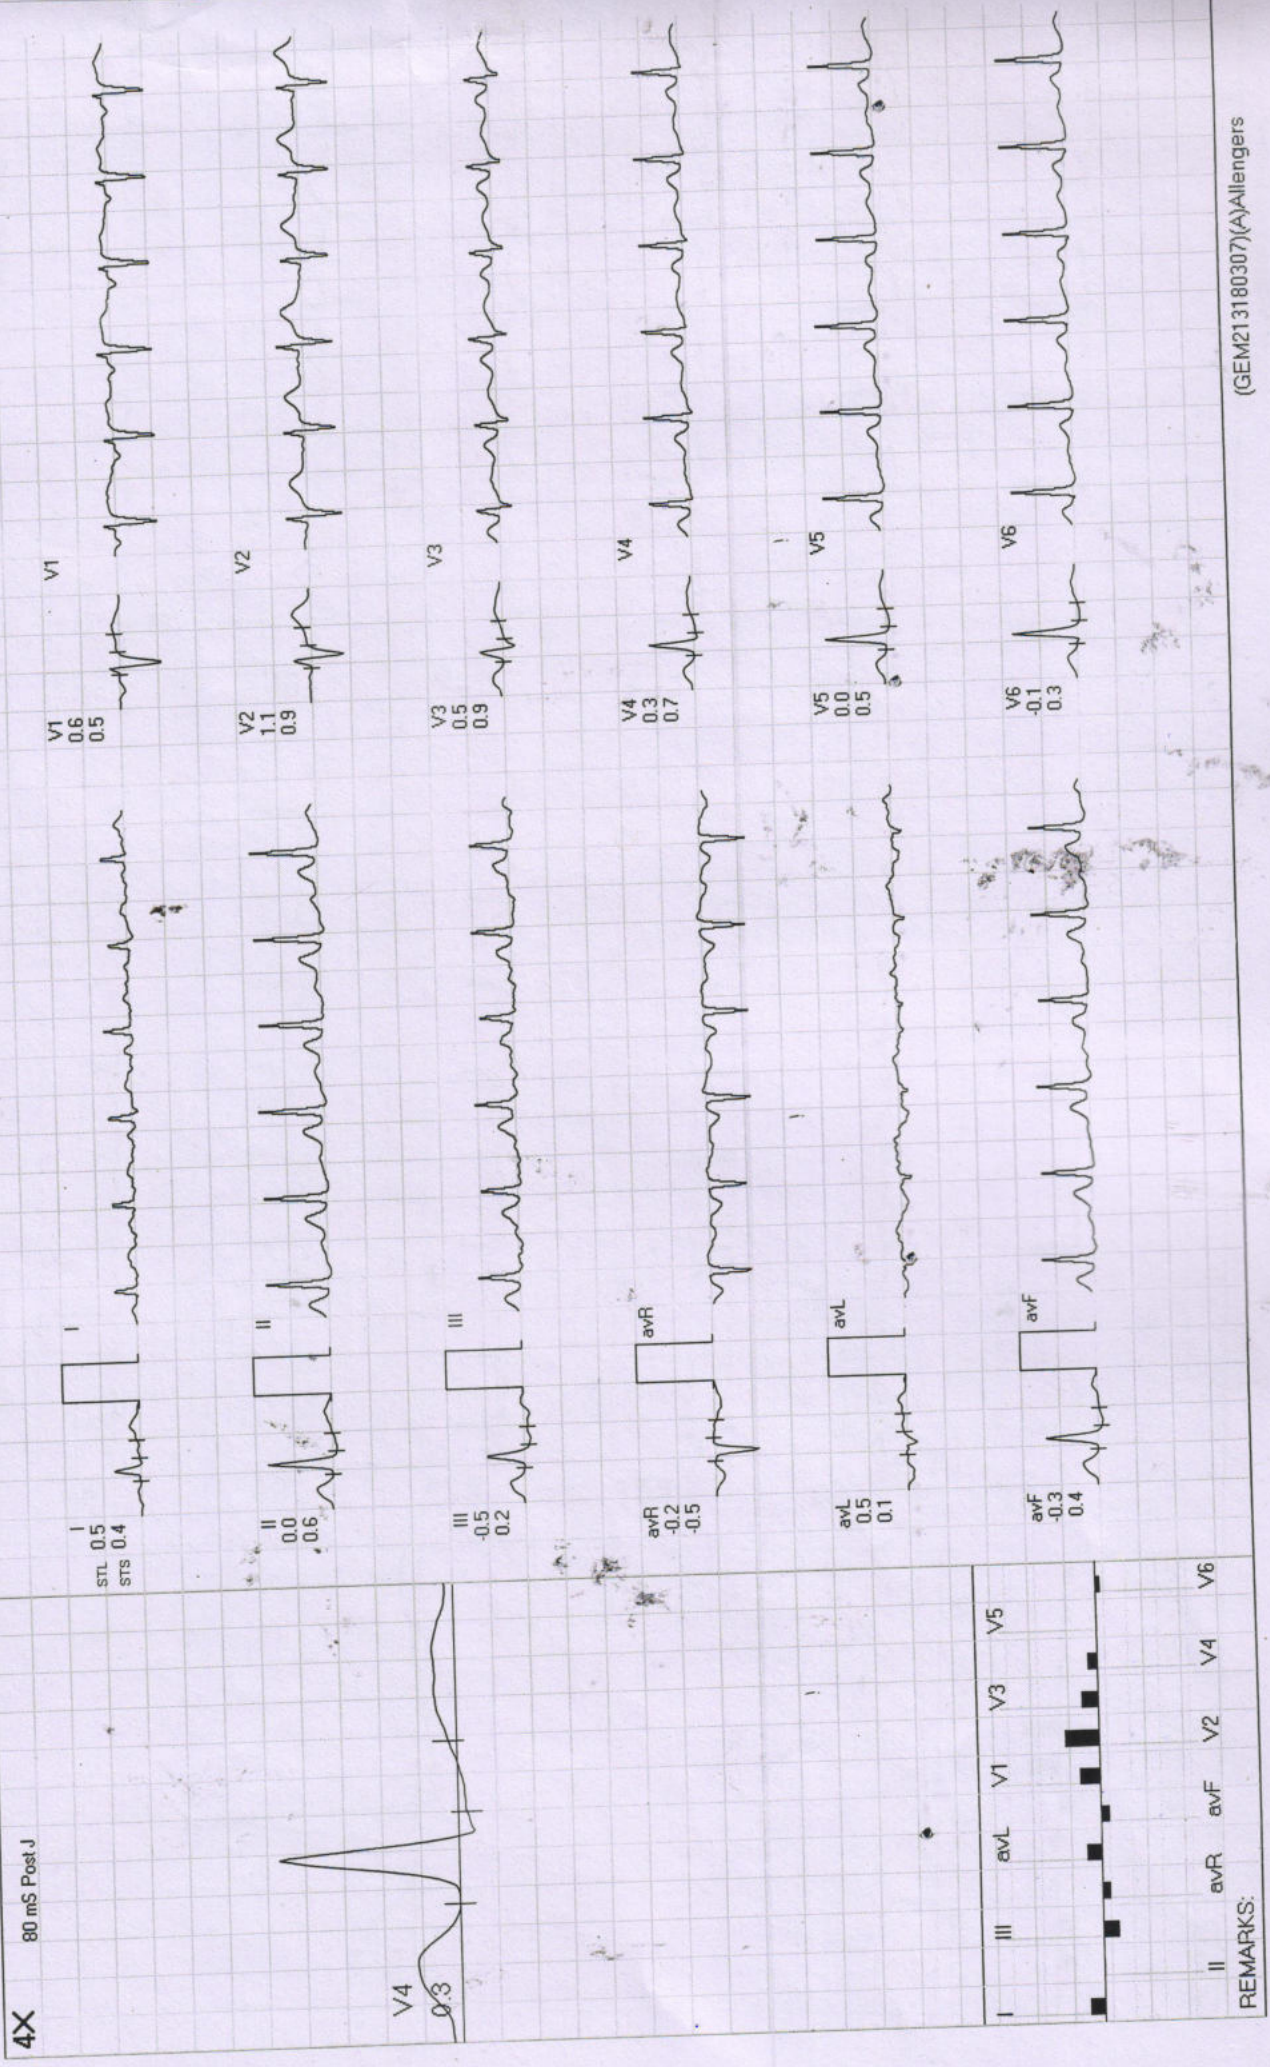 4X
80 mS Post J
V4
0.3
I
STL 0.5
STS 0.4
I
II
0.0
0.6
II
III
-0.5
0.2
III
avR
-0.2
-0.5
avR
avL
0.5
0.1
avL
avF
-0.3
0.4
avF
V1
0.6
0.5
V1
V2
1.1
0.9
V2
V3
0.5
0.9
V3
V4
0.3
0.7
V4
V5
0.0
0.5
V5
V6
-0.1
0.3
V6
I III avL V1 V3 V5
II avR avF V2 V4 V6
REMARKS:
(GEM213180307)(A)Allengers